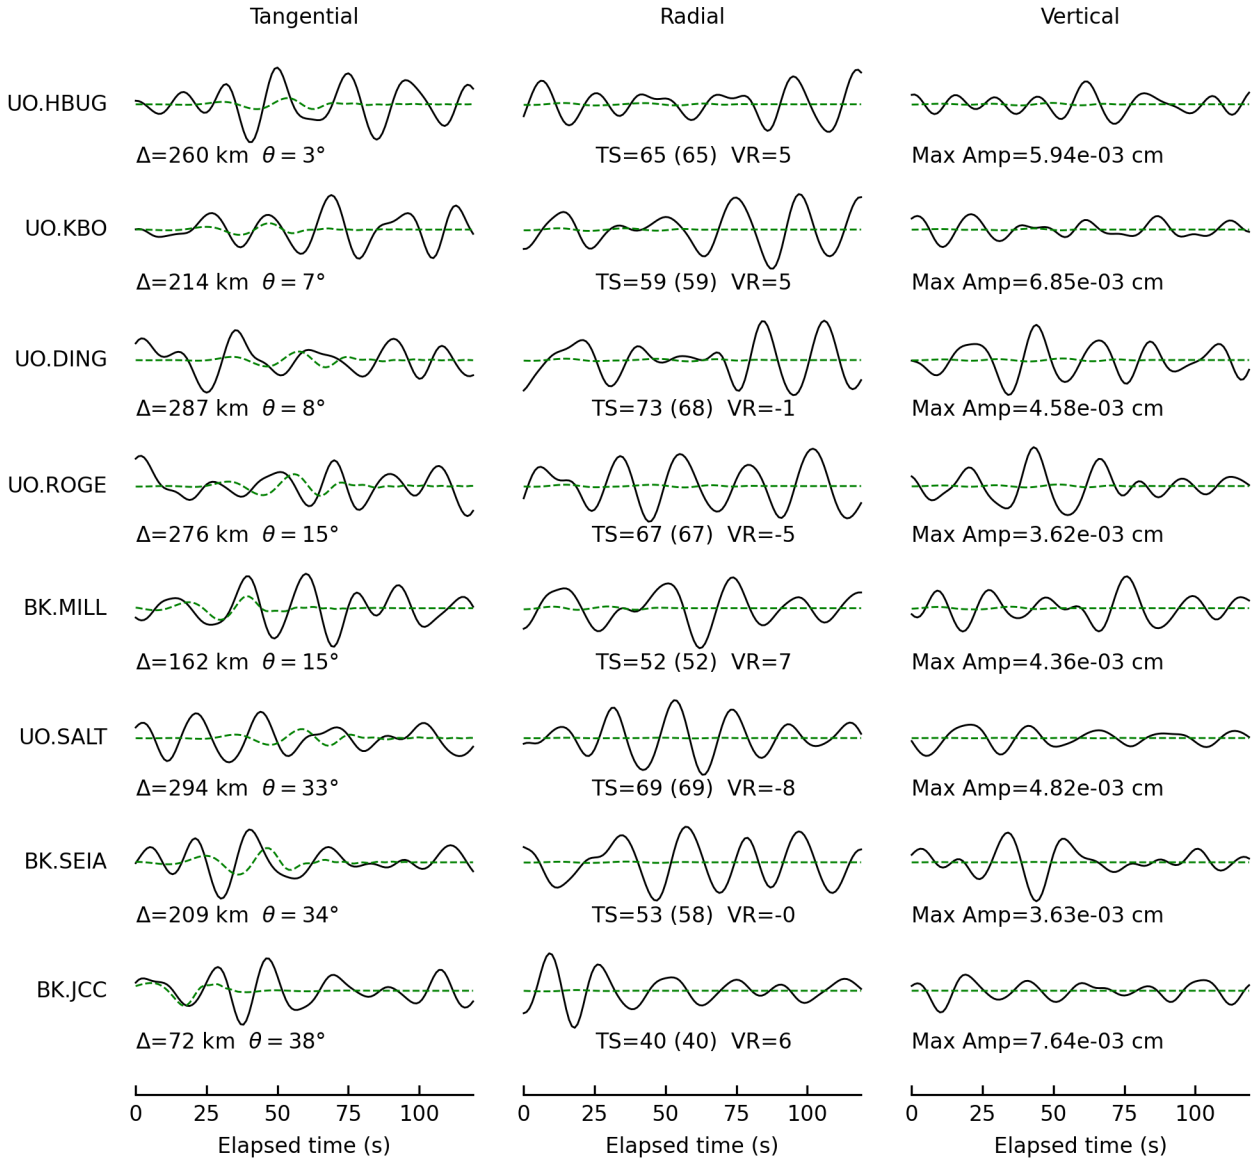 Tangential Radial Vertical
UO.HBUG
Δ=260 km θ = 3° TS=65 (65) VR=5 Max Amp=5.94e-03 cm
UO.KBO
Δ=214 km θ = 7° TS=59 (59) VR=5 Max Amp=6.85e-03 cm
UO.DING
Δ=287 km θ = 8° TS=73 (68) VR=-1 Max Amp=4.58e-03 cm
UO.ROGE
Δ=276 km θ = 15° TS=67 (67) VR=-5 Max Amp=3.62e-03 cm
BK.MILL
Δ=162 km θ = 15° TS=52 (52) VR=7 Max Amp=4.36e-03 cm
UO.SALT
Δ=294 km θ = 33° TS=69 (69) VR=-8 Max Amp=4.82e-03 cm
BK.SEIA
Δ=209 km θ = 34° TS=53 (58) VR=-0 Max Amp=3.63e-03 cm
BK.JCC
Δ=72 km θ = 38° TS=40 (40) VR=6 Max Amp=7.64e-03 cm
0 25 50 75 100 0 25 50 75 100 0 25 50 75 100
Elapsed time (s) Elapsed time (s) Elapsed time (s)